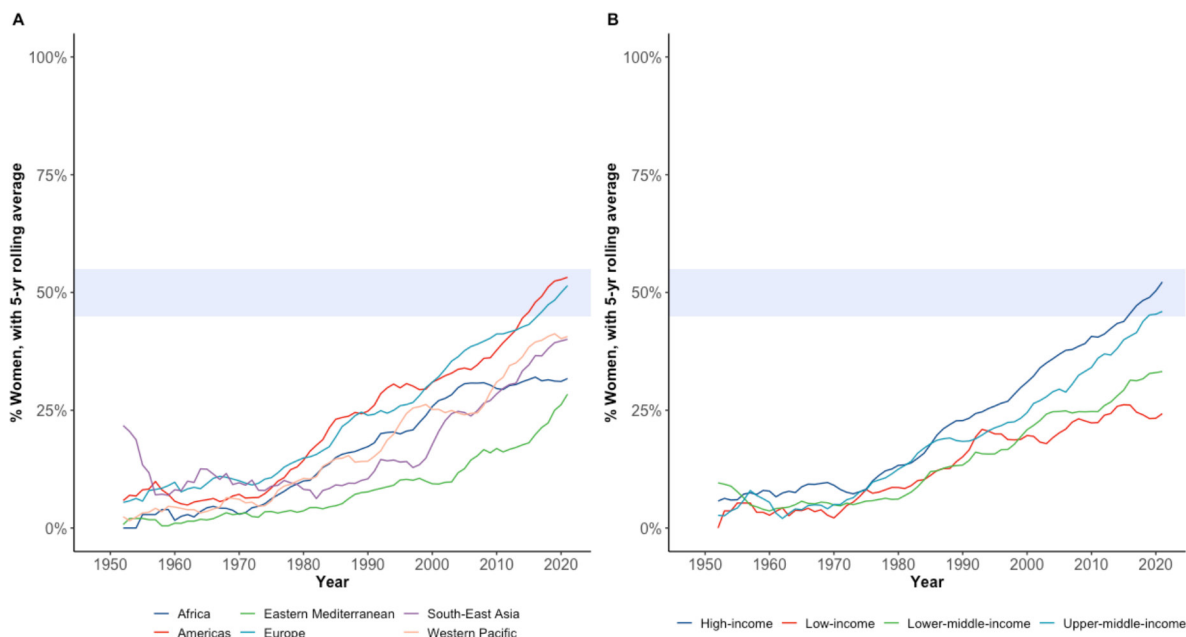 A
% Women, with 5-yr rolling average
100%
75%
50%
25%
0%
1950 1960 1970 1980 1990 2000 2010 2020
Year
Africa Eastern Mediterranean South-East Asia
Americas Europe Western Pacific
B
% Women, with 5-yr rolling average
100%
75%
50%
25%
0%
1950 1960 1970 1980 1990 2000 2010 2020
Year
High-income Low-income Lower-middle-income Upper-middle-income